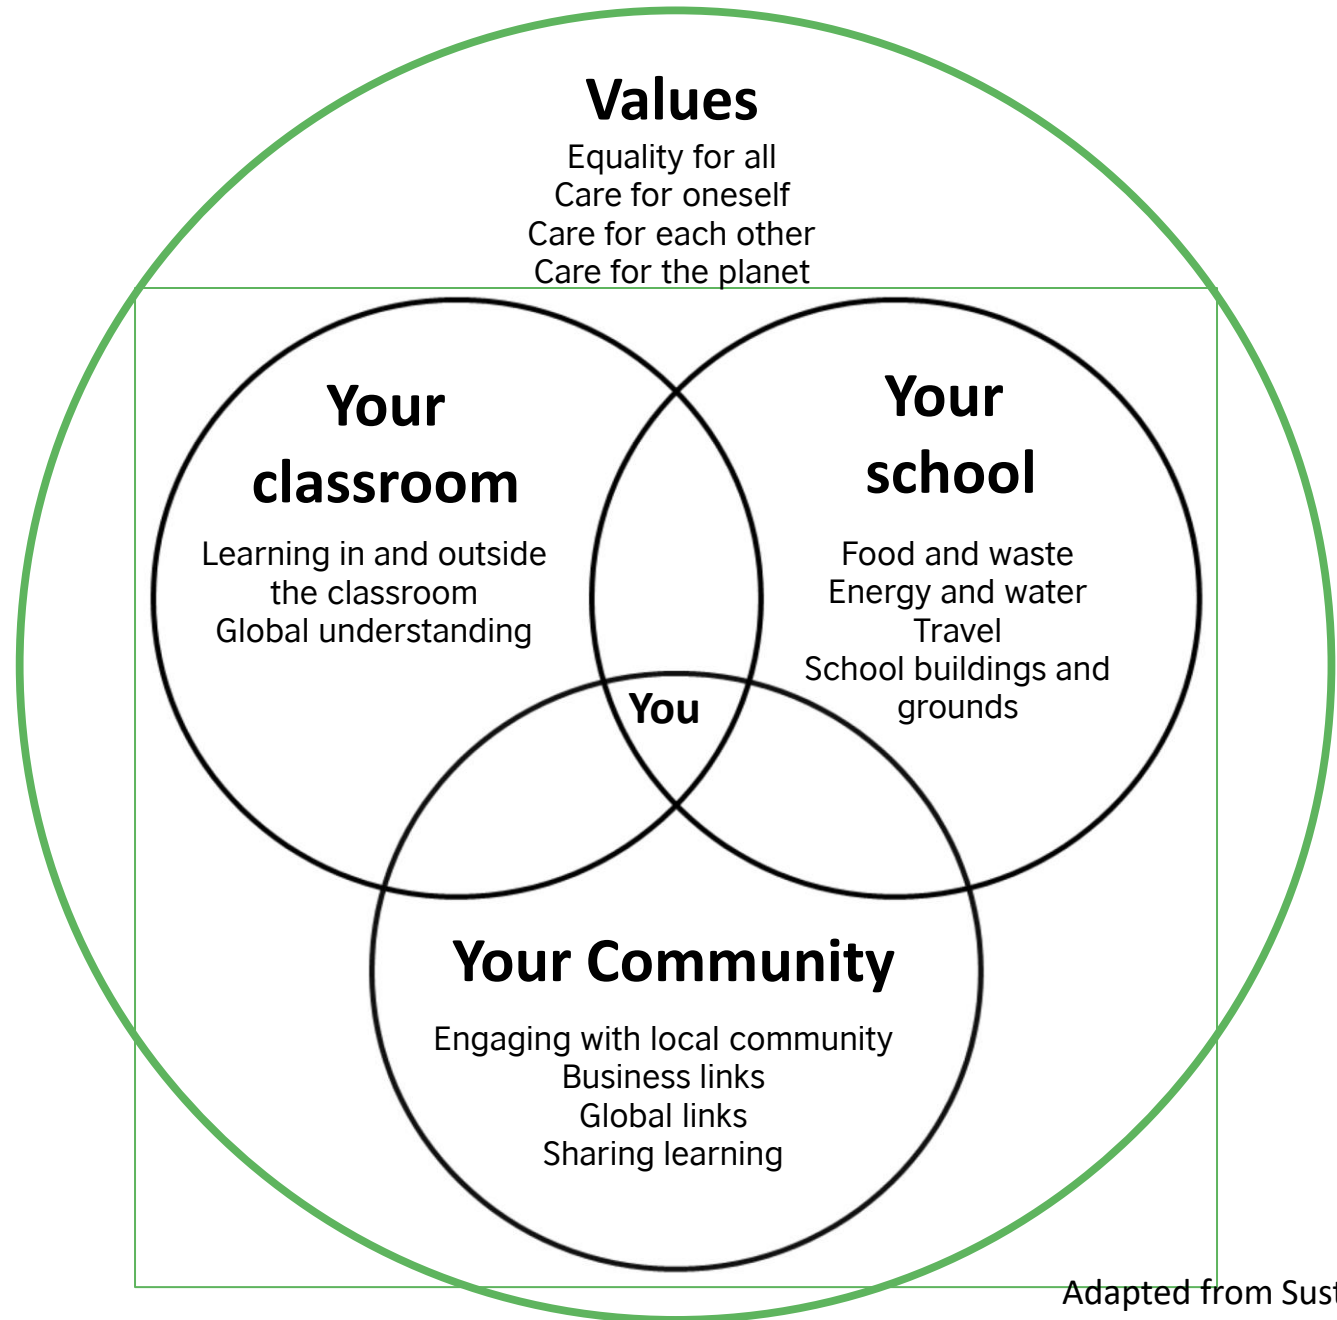 Values
Equality for all
Care for oneself
Care for each other
Care for the planet
Your
classroom
Learning in and outside
the classroom
Global understanding
Your
school
Food and waste
Energy and water
Travel
School buildings and
grounds
You
Your Community
Engaging with local community
Business links
Global links
Sharing learning
Adapted from